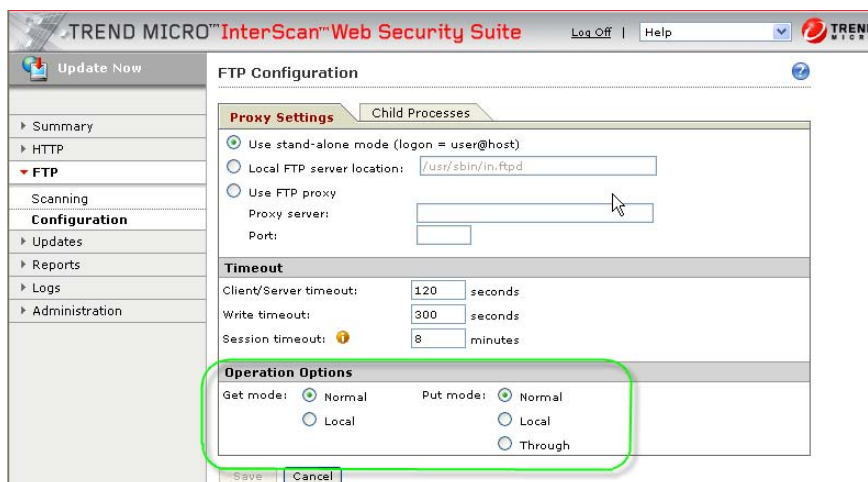 TREND MICRO™ InterScan™ Web Security Suite
Log Off | Help
TREND
MICRO
Update Now
Summary
HTTP
FTP
Scanning
Configuration
Updates
Reports
Logs
Administration
FTP Configuration
?
Proxy Settings
Child Processes
Use stand-alone mode (logon = user@host)
Local FTP server location: /usr/sbin/in.ftpd
Use FTP proxy
Proxy server:
Port:
Timeout
Client/Server timeout: 120 seconds
Write timeout: 300 seconds
Session timeout: 8 minutes
Operation Options
Get mode: Normal Put mode: Normal
Local Local
Through
Save Cancel